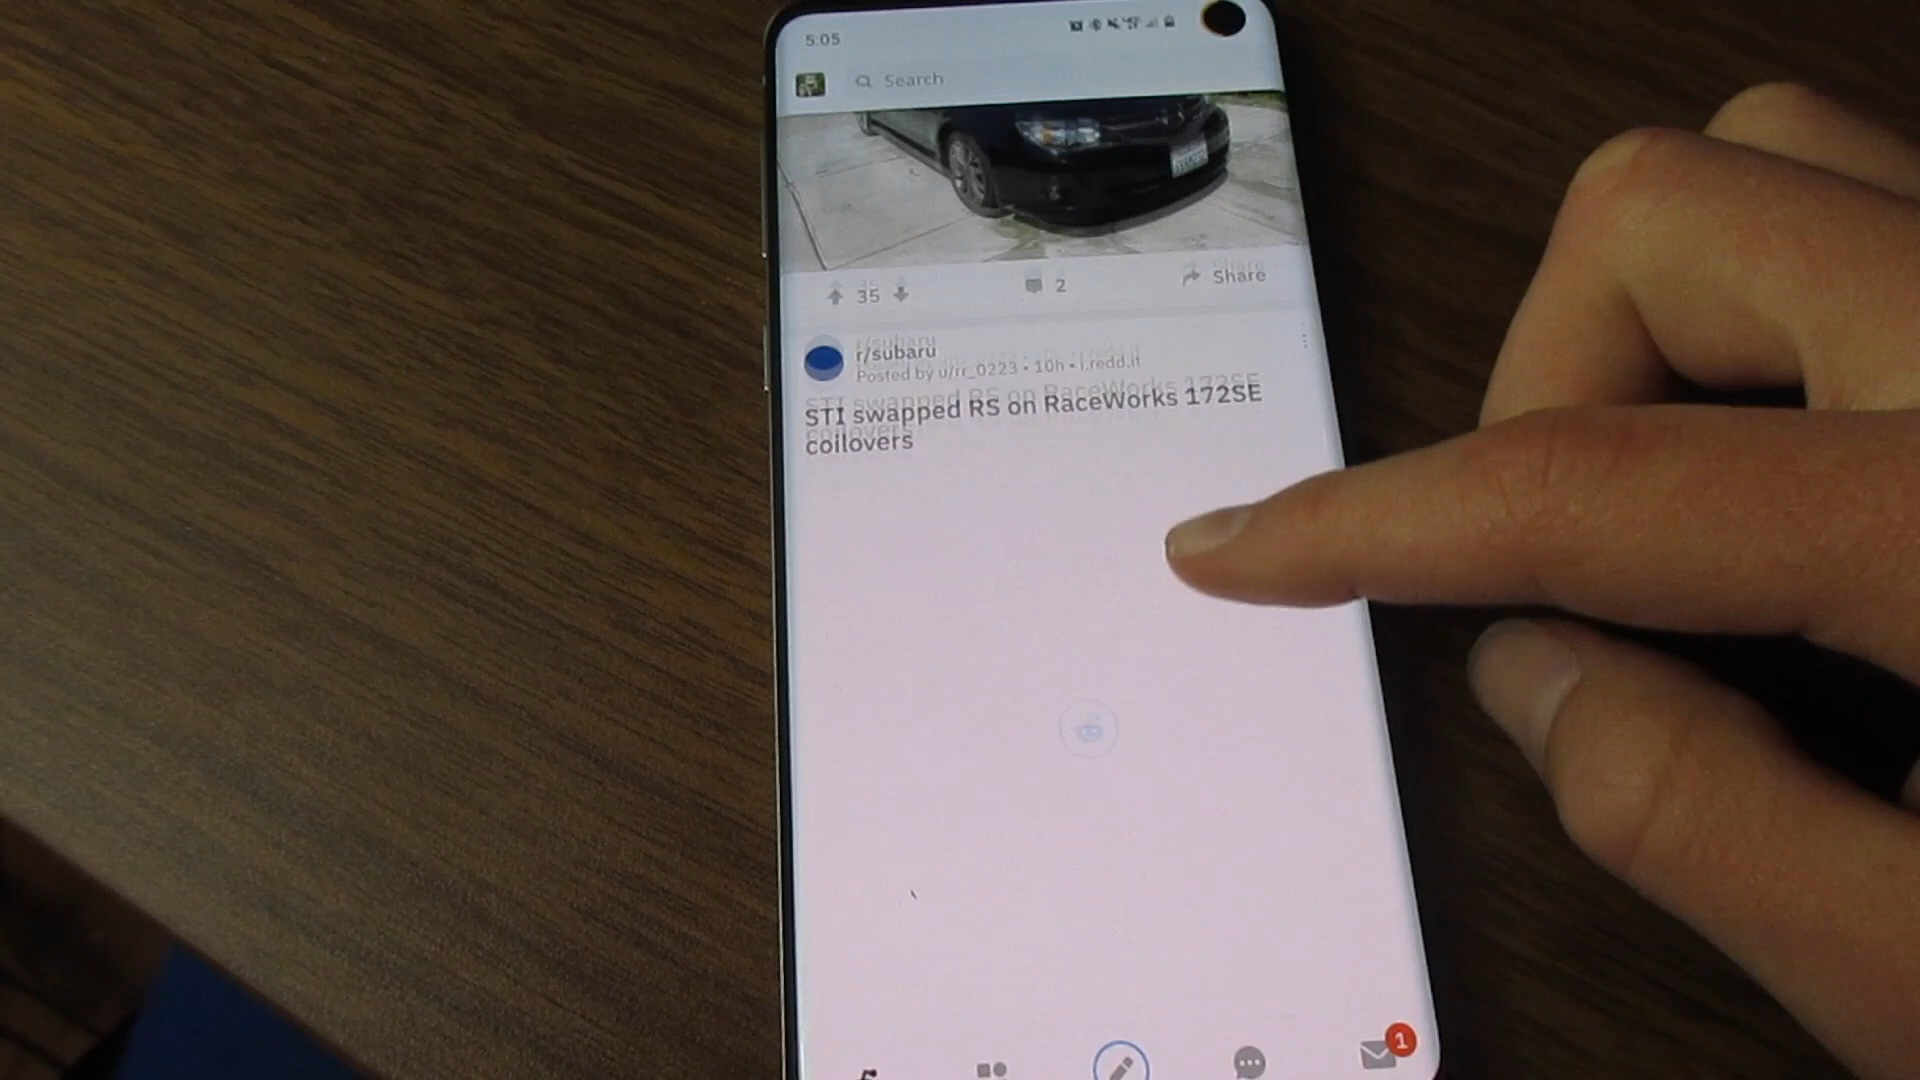 5:05
Search
35
2
Share
r/subaru
Posted by u/rr_0223 • 10h • i.redd.it
STI swapped RS on RaceWorks 172SE
coilovers
1